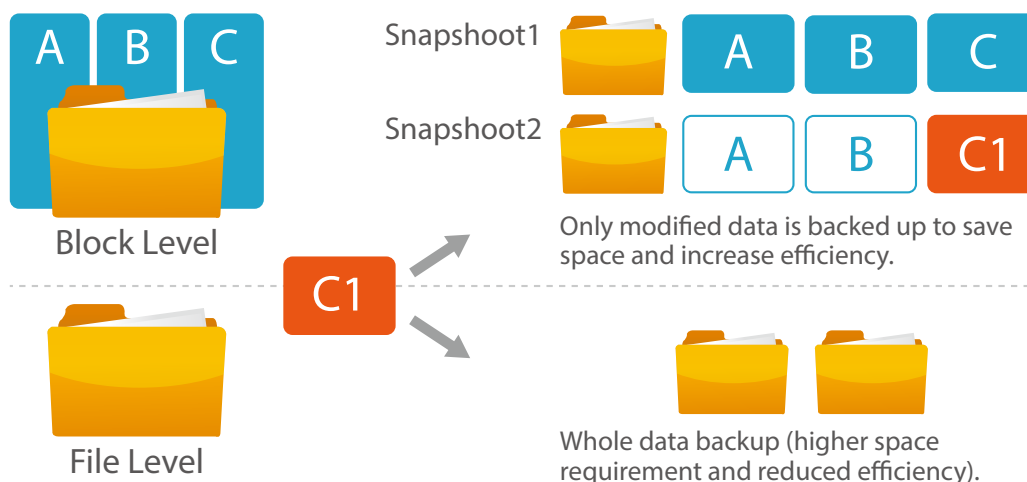 A B C
Block Level
Snapshoot1 A B C
Snapshoot2 A B C1
Only modified data is backed up to save
space and increase efficiency.
C1
File Level
Whole data backup (higher space
requirement and reduced efficiency).